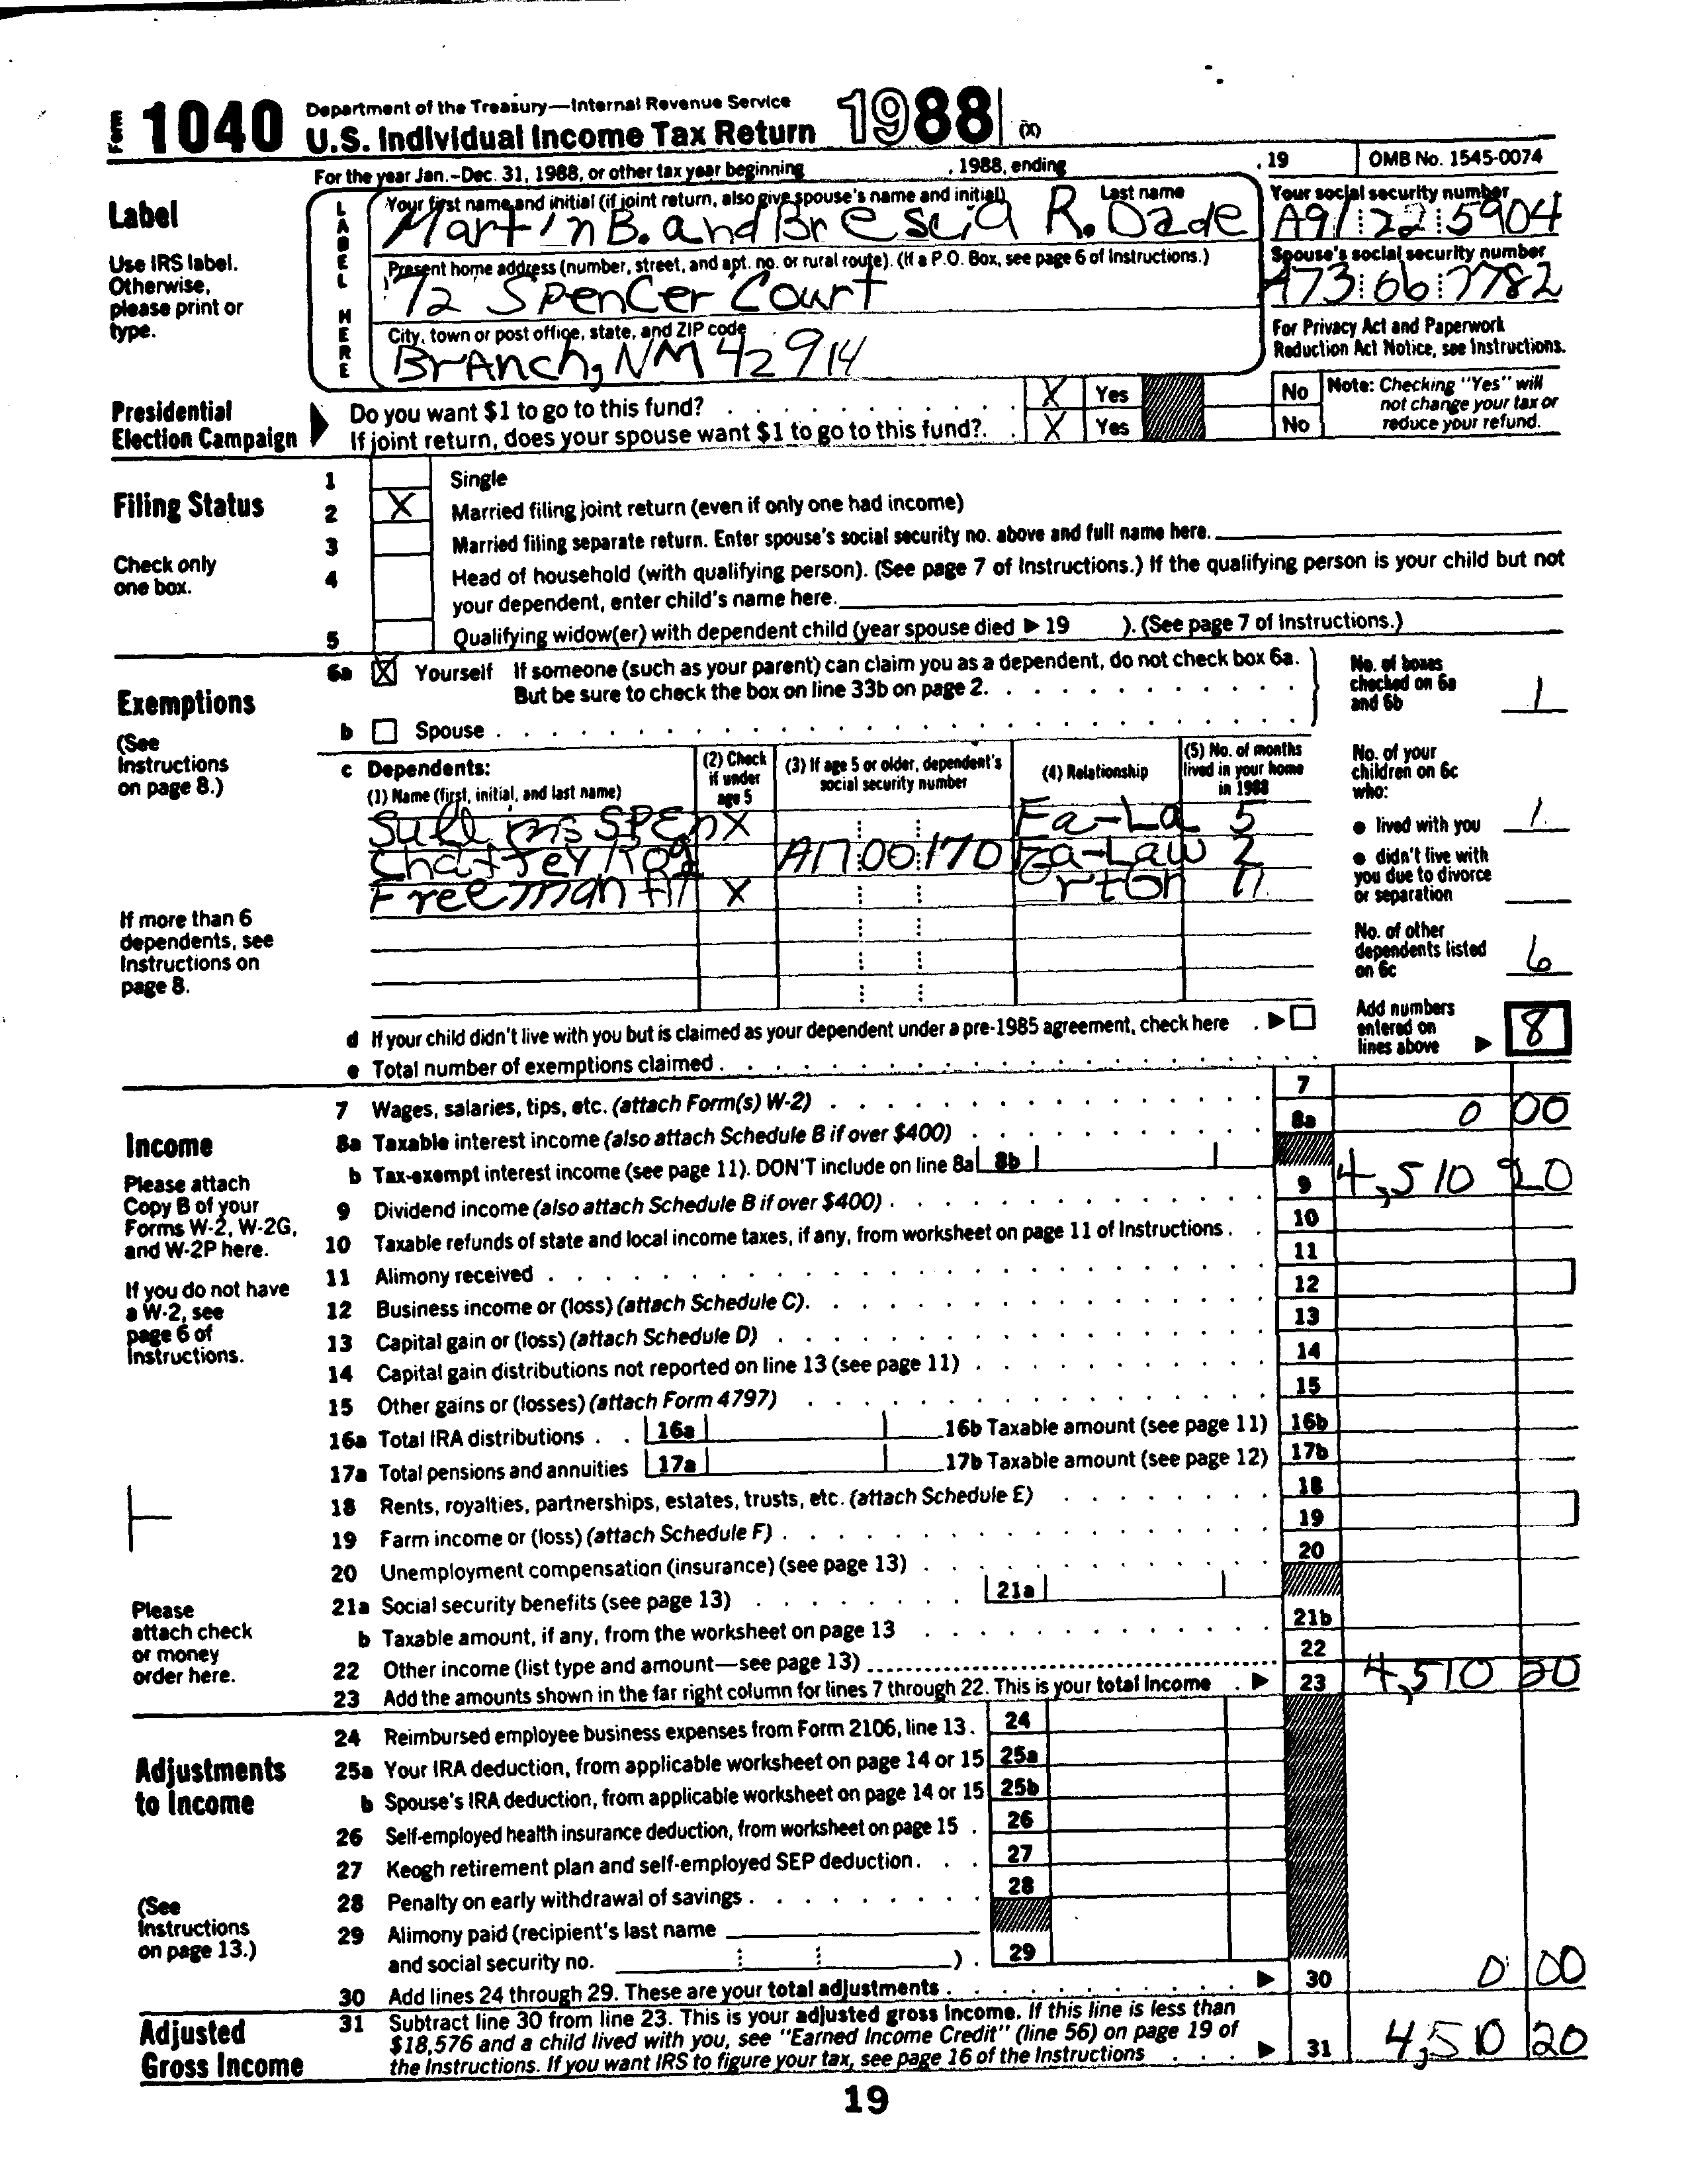 Form 1040 Department of the Treasury—Internal Revenue Service
U.S. Individual Income Tax Return 1988 (X)
For the year Jan.-Dec. 31, 1988, or other tax year beginning , 1988, ending , 19 OMB No. 1545-0074
Label
Use IRS label. Otherwise, please print or type.
LABEL HERE
Your first name and initial (if joint return, also give spouse's name and initial) Last name
Martin B. and Brescia R. Dade
Your social security number
A91 22 5904
Present home address (number, street, and apt. no. or rural route). (If a P.O. Box, see page 6 of Instructions.)
72 Spencer Court
Spouse's social security number
A73 66 7782
City, town or post office, state, and ZIP code
Branch, NM 42914
For Privacy Act and Paperwork Reduction Act Notice, see Instructions.
Presidential Election Campaign
Do you want $1 to go to this fund? X Yes No
If joint return, does your spouse want $1 to go to this fund? X Yes No
Note: Checking "Yes" will not change your tax or reduce your refund.
Filing Status
Check only one box.
1 Single
2 X Married filing joint return (even if only one had income)
3 Married filing separate return. Enter spouse's social security no. above and full name here.
4 Head of household (with qualifying person). (See page 7 of Instructions.) If the qualifying person is your child but not
your dependent, enter child's name here.
5 Qualifying widow(er) with dependent child (year spouse died ▶ 19 ). (See page 7 of Instructions.)
Exemptions
(See Instructions on page 8.)
6a X Yourself If someone (such as your parent) can claim you as a dependent, do not check box 6a.
But be sure to check the box on line 33b on page 2.
b Spouse
No. of boxes checked on 6a and 6b 1
c Dependents:
(1) Name (first, initial, and last name)
(2) Check if under age 5
(3) If age 5 or older, dependent's social security number
(4) Relationship
(5) No. of months lived in your home in 1988
Sullims SPEn X Fa-La 5
Chaffey Rog A17 00 170 Fa-Law 2
Freeman X rton 11
If more than 6 dependents, see Instructions on page 8.
No. of your children on 6c who:
● lived with you 1
● didn't live with you due to divorce or separation
No. of other dependents listed on 6c 6
d If your child didn't live with you but is claimed as your dependent under a pre-1985 agreement, check here ▶
e Total number of exemptions claimed
Add numbers entered on lines above ▶ 8
Income
Please attach Copy B of your Forms W-2, W-2G, and W-2P here.
If you do not have a W-2, see page 6 of Instructions.
Please attach check or money order here.
7 Wages, salaries, tips, etc. (attach Form(s) W-2) 7
8a Taxable interest income (also attach Schedule B if over $400) 8a 0 00
b Tax-exempt interest income (see page 11). DON'T include on line 8a 8b
9 Dividend income (also attach Schedule B if over $400) 9 4,510 20
10 Taxable refunds of state and local income taxes, if any, from worksheet on page 11 of Instructions 10
11 Alimony received 11
12 Business income or (loss) (attach Schedule C) 12
13 Capital gain or (loss) (attach Schedule D) 13
14 Capital gain distributions not reported on line 13 (see page 11) 14
15 Other gains or (losses) (attach Form 4797) 15
16a Total IRA distributions 16a 16b Taxable amount (see page 11) 16b
17a Total pensions and annuities 17a 17b Taxable amount (see page 12) 17b
18 Rents, royalties, partnerships, estates, trusts, etc. (attach Schedule E) 18
19 Farm income or (loss) (attach Schedule F) 19
20 Unemployment compensation (insurance) (see page 13) 20
21a Social security benefits (see page 13) 21a
b Taxable amount, if any, from the worksheet on page 13 21b
22 Other income (list type and amount—see page 13) 22
23 Add the amounts shown in the far right column for lines 7 through 22. This is your total income ▶ 23 4,510 20
Adjustments to Income
(See Instructions on page 13.)
24 Reimbursed employee business expenses from Form 2106, line 13. 24
25a Your IRA deduction, from applicable worksheet on page 14 or 15 25a
b Spouse's IRA deduction, from applicable worksheet on page 14 or 15 25b
26 Self-employed health insurance deduction, from worksheet on page 15 26
27 Keogh retirement plan and self-employed SEP deduction 27
28 Penalty on early withdrawal of savings 28
29 Alimony paid (recipient's last name
and social security no. ) 29
30 Add lines 24 through 29. These are your total adjustments ▶ 30 0 00
Adjusted Gross Income
31 Subtract line 30 from line 23. This is your adjusted gross income. If this line is less than
$18,576 and a child lived with you, see "Earned Income Credit" (line 56) on page 19 of
the Instructions. If you want IRS to figure your tax, see page 16 of the Instructions ▶ 31 4,510 20
19